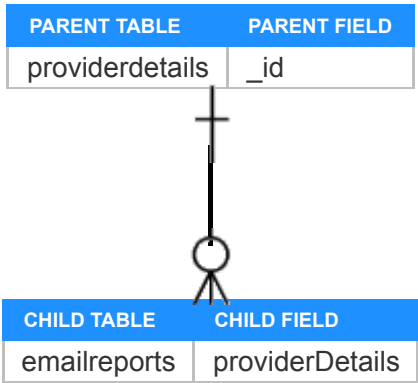 PARENT TABLE PARENT FIELD
providerdetails _id
CHILD TABLE CHILD FIELD
emailreports providerDetails